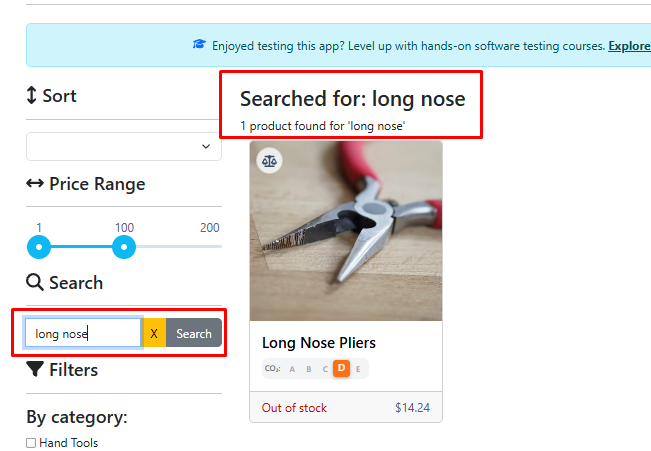 Enjoyed testing this app? Level up with hands-on software testing courses. Explore
Sort
Price Range
1 100 200
Search
long nose X Search
Filters
By category:
Hand Tools
Searched for: long nose
1 product found for 'long nose'
Long Nose Pliers
CO₂: A B C D E
Out of stock $14.24